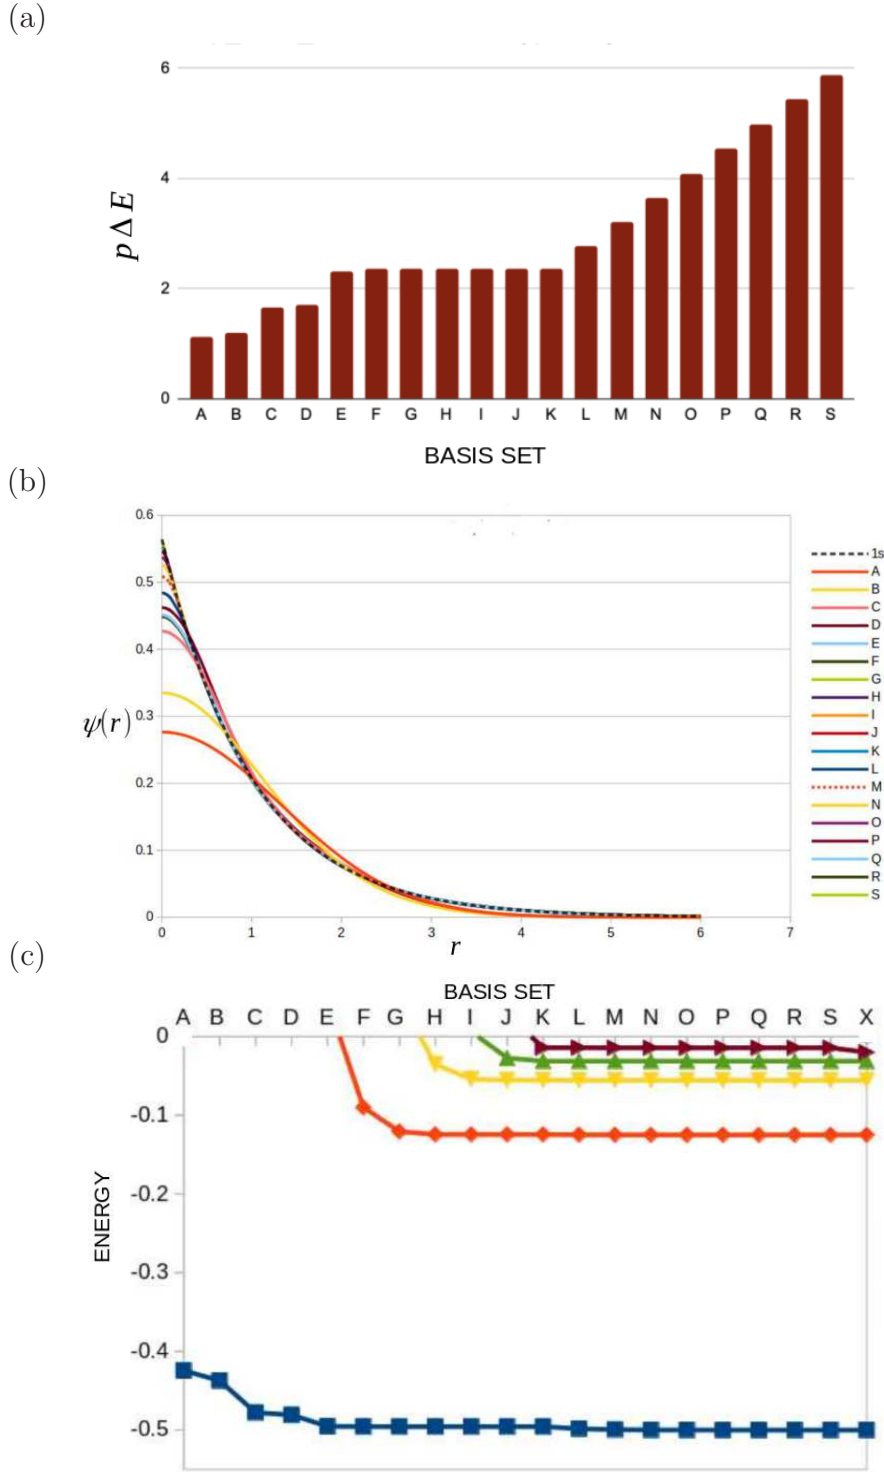 (a)
6
4
2
0
p Δ E
A B C D E F G H I J K L M N O P Q R S
BASIS SET
(b)
0.6
0.5
0.4
0.3
0.2
0.1
0
ψ(r)
0 1 2 3 4 5 6 7
r
1s
A
B
C
D
E
F
G
H
I
J
K
L
M
N
O
P
Q
R
S
(c)
BASIS SET
A B C D E F G H I J K L M N O P Q R S X
0
-0.1
-0.2
-0.3
-0.4
-0.5
ENERGY